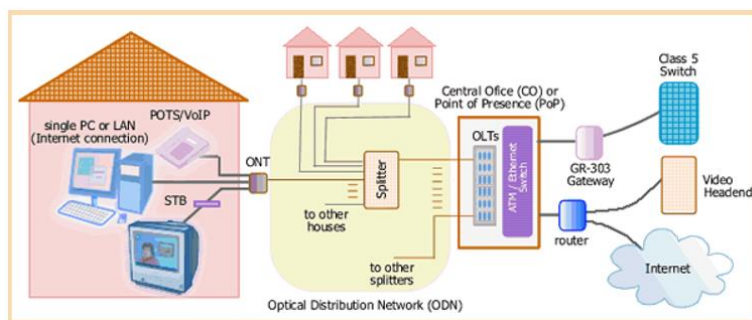 POTS/VoIP
single PC or LAN
(Internet connection)
STB
ONT
Splitter
to other
houses
to other
splitters
Optical Distribution Network (ODN)
Central Ofice (CO) or
Point of Presence (PoP)
OLTs
ATM / Ethernet
Switch
GR-303
Gateway
router
Class 5
Switch
Video
Headend
Internet